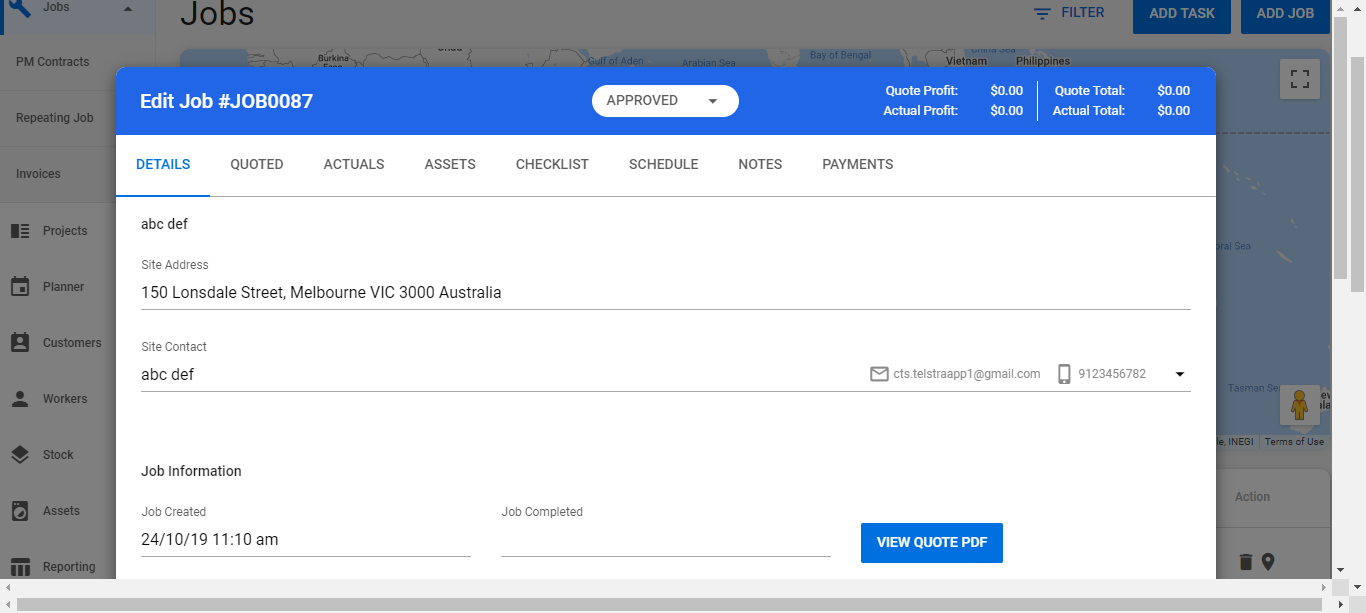 Jobs
Jobs
FILTER
ADD TASK
ADD JOB
PM Contracts
Repeating Job
Invoices
Projects
Planner
Customers
Workers
Stock
Assets
Reporting
Burkina
Gulf of Aden
Arabian Sea
Bay of Bengal
Vietnam
Philippines
Edit Job #JOB0087
APPROVED
Quote Profit: $0.00 Quote Total: $0.00
Actual Profit: $0.00 Actual Total: $0.00
DETAILS QUOTED ACTUALS ASSETS CHECKLIST SCHEDULE NOTES PAYMENTS
abc def
Site Address
150 Lonsdale Street, Melbourne VIC 3000 Australia
Site Contact
abc def cts.telstraapp1@gmail.com 9123456782
Job Information
Job Created Job Completed
24/10/19 11:10 am
VIEW QUOTE PDF
Sea
Tasman Sea
INEGI Terms of Use
Action